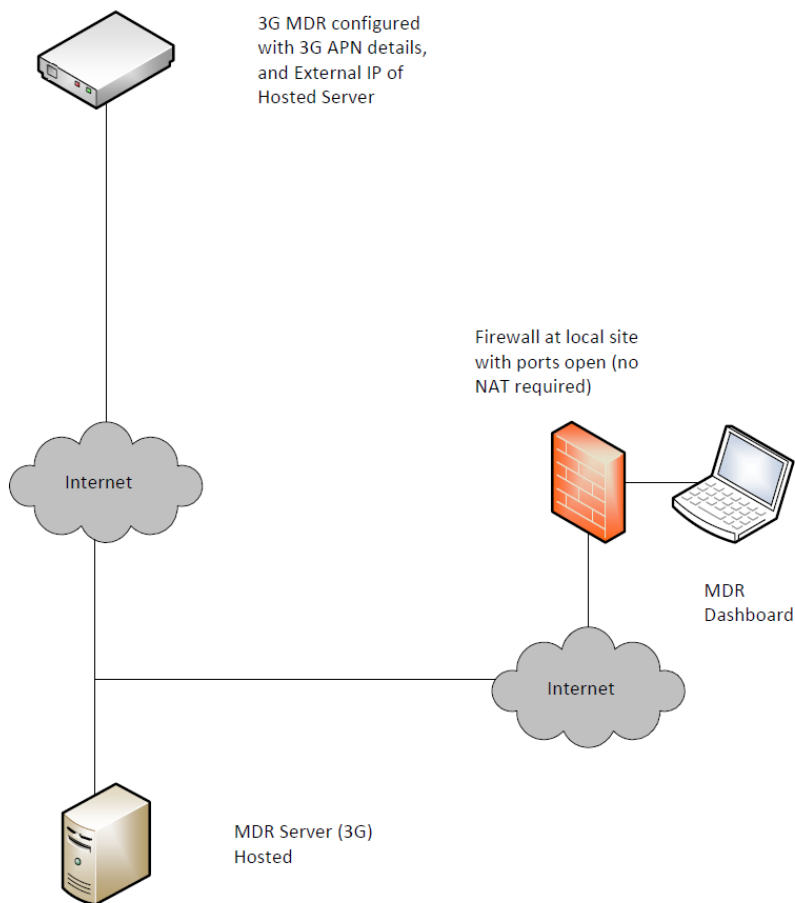 3G MDR configured
with 3G APN details,
and External IP of
Hosted Server
Firewall at local site
with ports open (no
NAT required)
Internet
MDR
Dashboard
Internet
MDR Server (3G)
Hosted